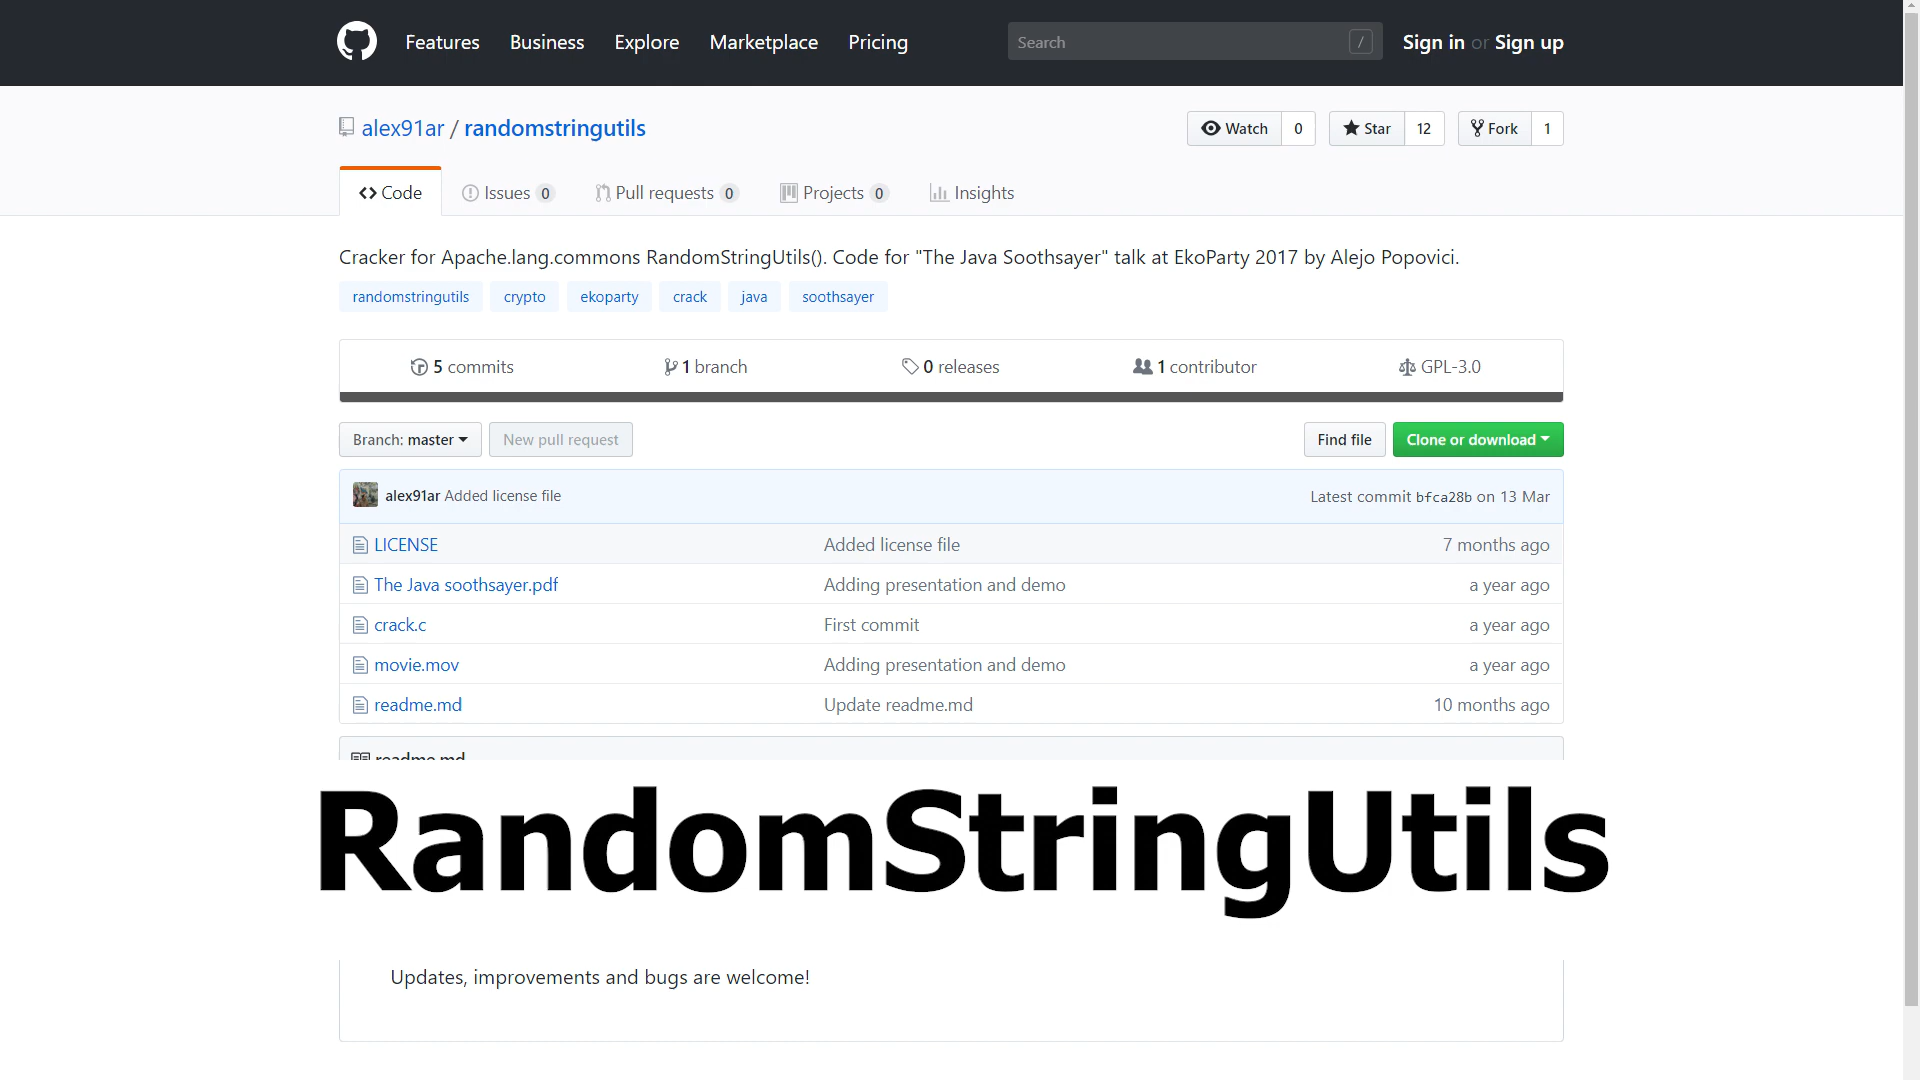 Features Business Explore Marketplace Pricing Search / Sign in or Sign up
alex91ar / randomstringutils Watch 0 Star 12 Fork 1
Code Issues 0 Pull requests 0 Projects 0 Insights
Cracker for Apache.lang.commons RandomStringUtils(). Code for "The Java Soothsayer" talk at EkoParty 2017 by Alejo Popovici.
randomstringutils crypto ekoparty crack java soothsayer
5 commits 1 branch 0 releases 1 contributor GPL-3.0
Branch: master New pull request Find file Clone or download
alex91ar Added license file Latest commit bfca28b on 13 Mar
LICENSE Added license file 7 months ago
The Java soothsayer.pdf Adding presentation and demo a year ago
crack.c First commit a year ago
movie.mov Adding presentation and demo a year ago
readme.md Update readme.md 10 months ago
readme.md
RandomStringUtils
Updates, improvements and bugs are welcome!